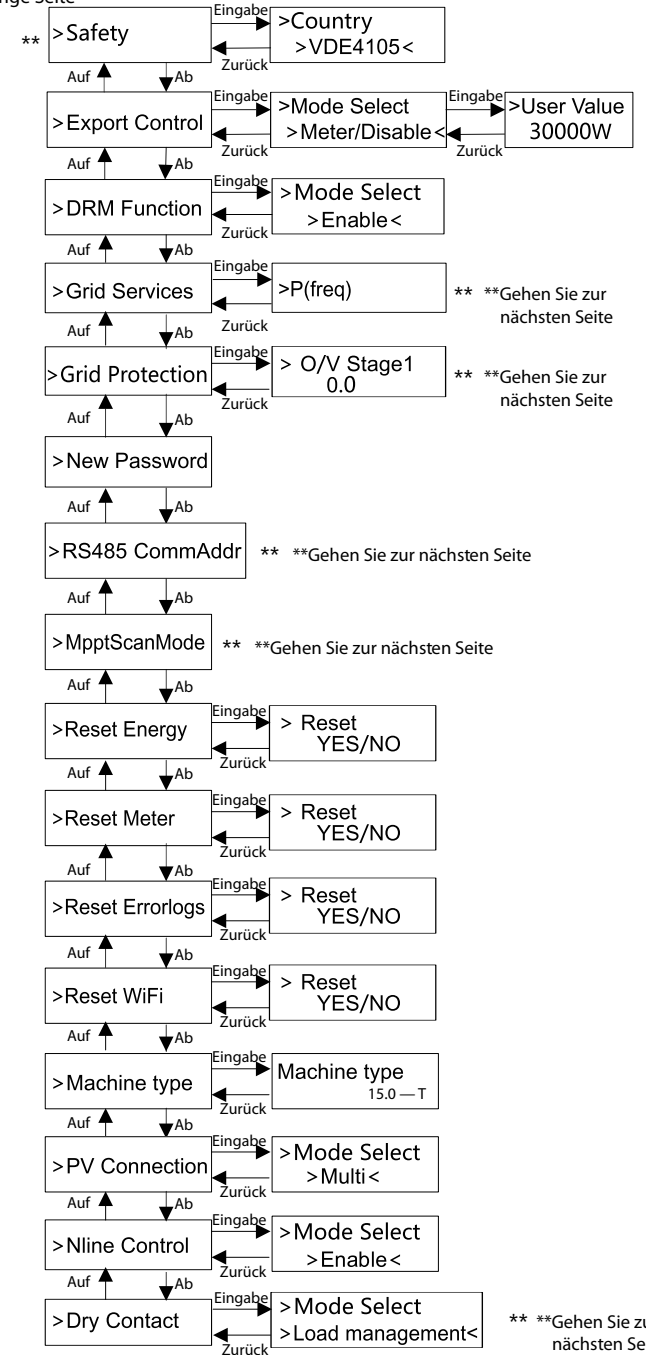 >Safety
Eingabe
Zurück
>Country
>VDE4105<
**
Auf
Ab
>Export Control
Eingabe
Zurück
>Mode Select
>Meter/Disable<
Eingabe
Zurück
>User Value
30000W
Auf
Ab
>DRM Function
Eingabe
Zurück
>Mode Select
>Enable<
Auf
Ab
>Grid Services
Eingabe
Zurück
>P(freq)
** **Gehen Sie zur
nächsten Seite
Auf
Ab
>Grid Protection
Eingabe
Zurück
> O/V Stage1
0.0
** **Gehen Sie zur
nächsten Seite
Auf
Ab
>New Password
Auf
Ab
>RS485 CommAddr
** **Gehen Sie zur nächsten Seite
Auf
Ab
>MpptScanMode
** **Gehen Sie zur nächsten Seite
Auf
Ab
>Reset Energy
Eingabe
Zurück
> Reset
YES/NO
Auf
Ab
>Reset Meter
Eingabe
Zurück
> Reset
YES/NO
Auf
Ab
>Reset Errorlogs
Eingabe
Zurück
> Reset
YES/NO
Auf
Ab
>Reset WiFi
Eingabe
Zurück
> Reset
YES/NO
Auf
Ab
>Machine type
Eingabe
Zurück
Machine type
15.0 — T
Auf
Ab
>PV Connection
Eingabe
Zurück
>Mode Select
>Multi<
Auf
Ab
>Nline Control
Eingabe
Zurück
>Mode Select
>Enable<
Auf
Ab
>Dry Contact
Eingabe
Zurück
>Mode Select
>Load management<
** **Gehen Sie
nächsten